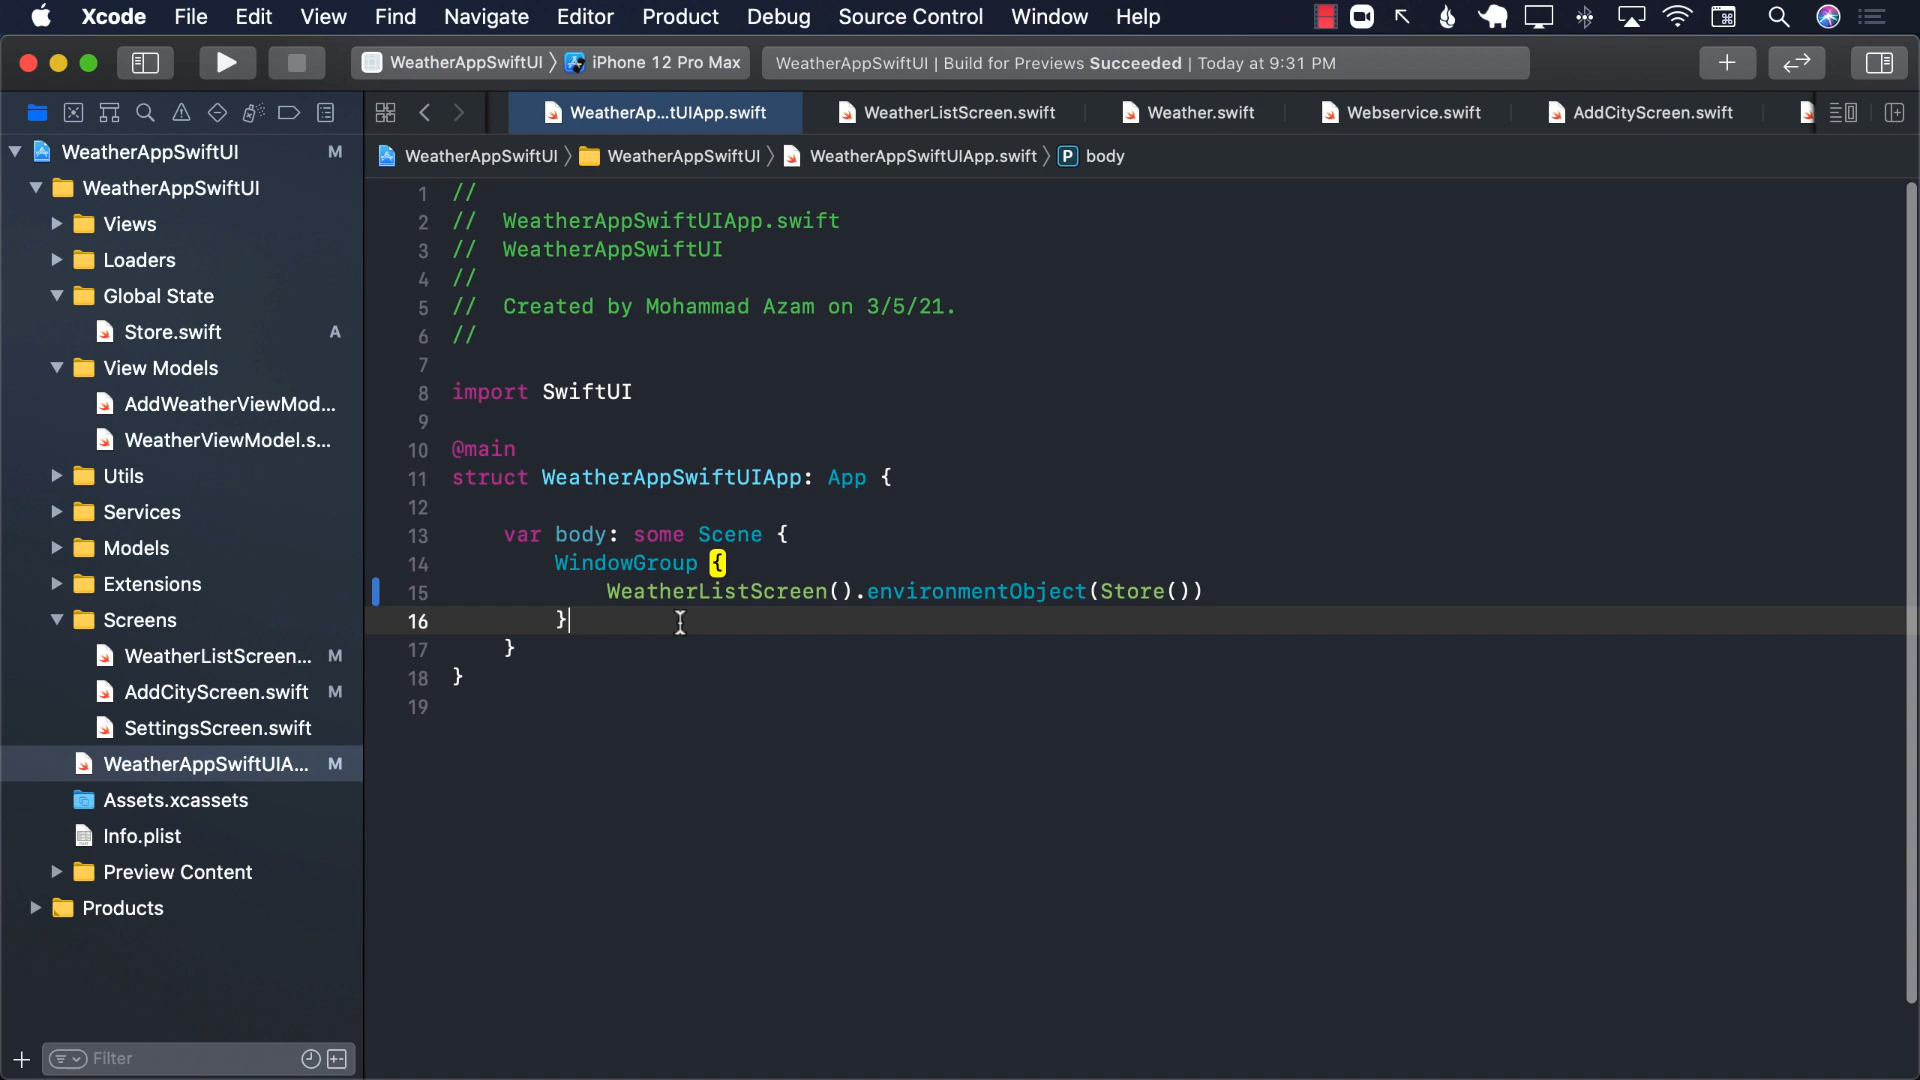 Xcode File Edit View Find Navigate Editor Product Debug Source Control Window Help
WeatherAppSwiftUI 〉 iPhone 12 Pro Max
WeatherAppSwiftUI | Build for Previews Succeeded | Today at 9:31 PM
WeatherAp...tUIApp.swift WeatherListScreen.swift Weather.swift Webservice.swift AddCityScreen.swift
WeatherAppSwiftUI 〉 WeatherAppSwiftUI 〉 WeatherAppSwiftUIApp.swift 〉 P body
WeatherAppSwiftUI M
WeatherAppSwiftUI
Views
Loaders
Global State
Store.swift A
View Models
AddWeatherViewMod...
WeatherViewModel.s...
Utils
Services
Models
Extensions
Screens
WeatherListScreen... M
AddCityScreen.swift M
SettingsScreen.swift
WeatherAppSwiftUIA... M
Assets.xcassets
Info.plist
Preview Content
Products
Filter
1 //
2 // WeatherAppSwiftUIApp.swift
3 // WeatherAppSwiftUI
4 //
5 // Created by Mohammad Azam on 3/5/21.
6 //
7
8 import SwiftUI
9
10 @main
11 struct WeatherAppSwiftUIApp: App {
12
13 var body: some Scene {
14 WindowGroup {
15 WeatherListScreen().environmentObject(Store())
16 }
17 }
18 }
19